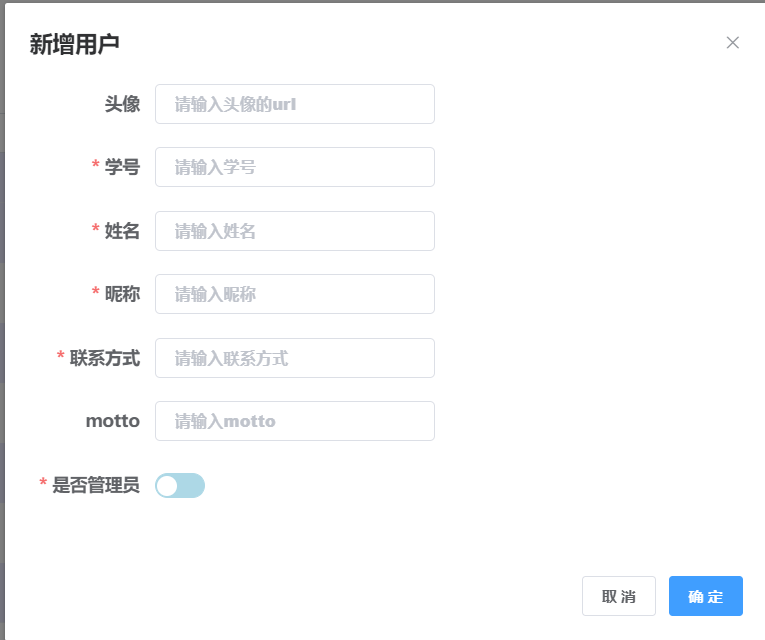 新增用户
头像 请输入头像的url
* 学号 请输入学号
* 姓名 请输入姓名
* 昵称 请输入昵称
* 联系方式 请输入联系方式
motto 请输入motto
* 是否管理员
取消 确定